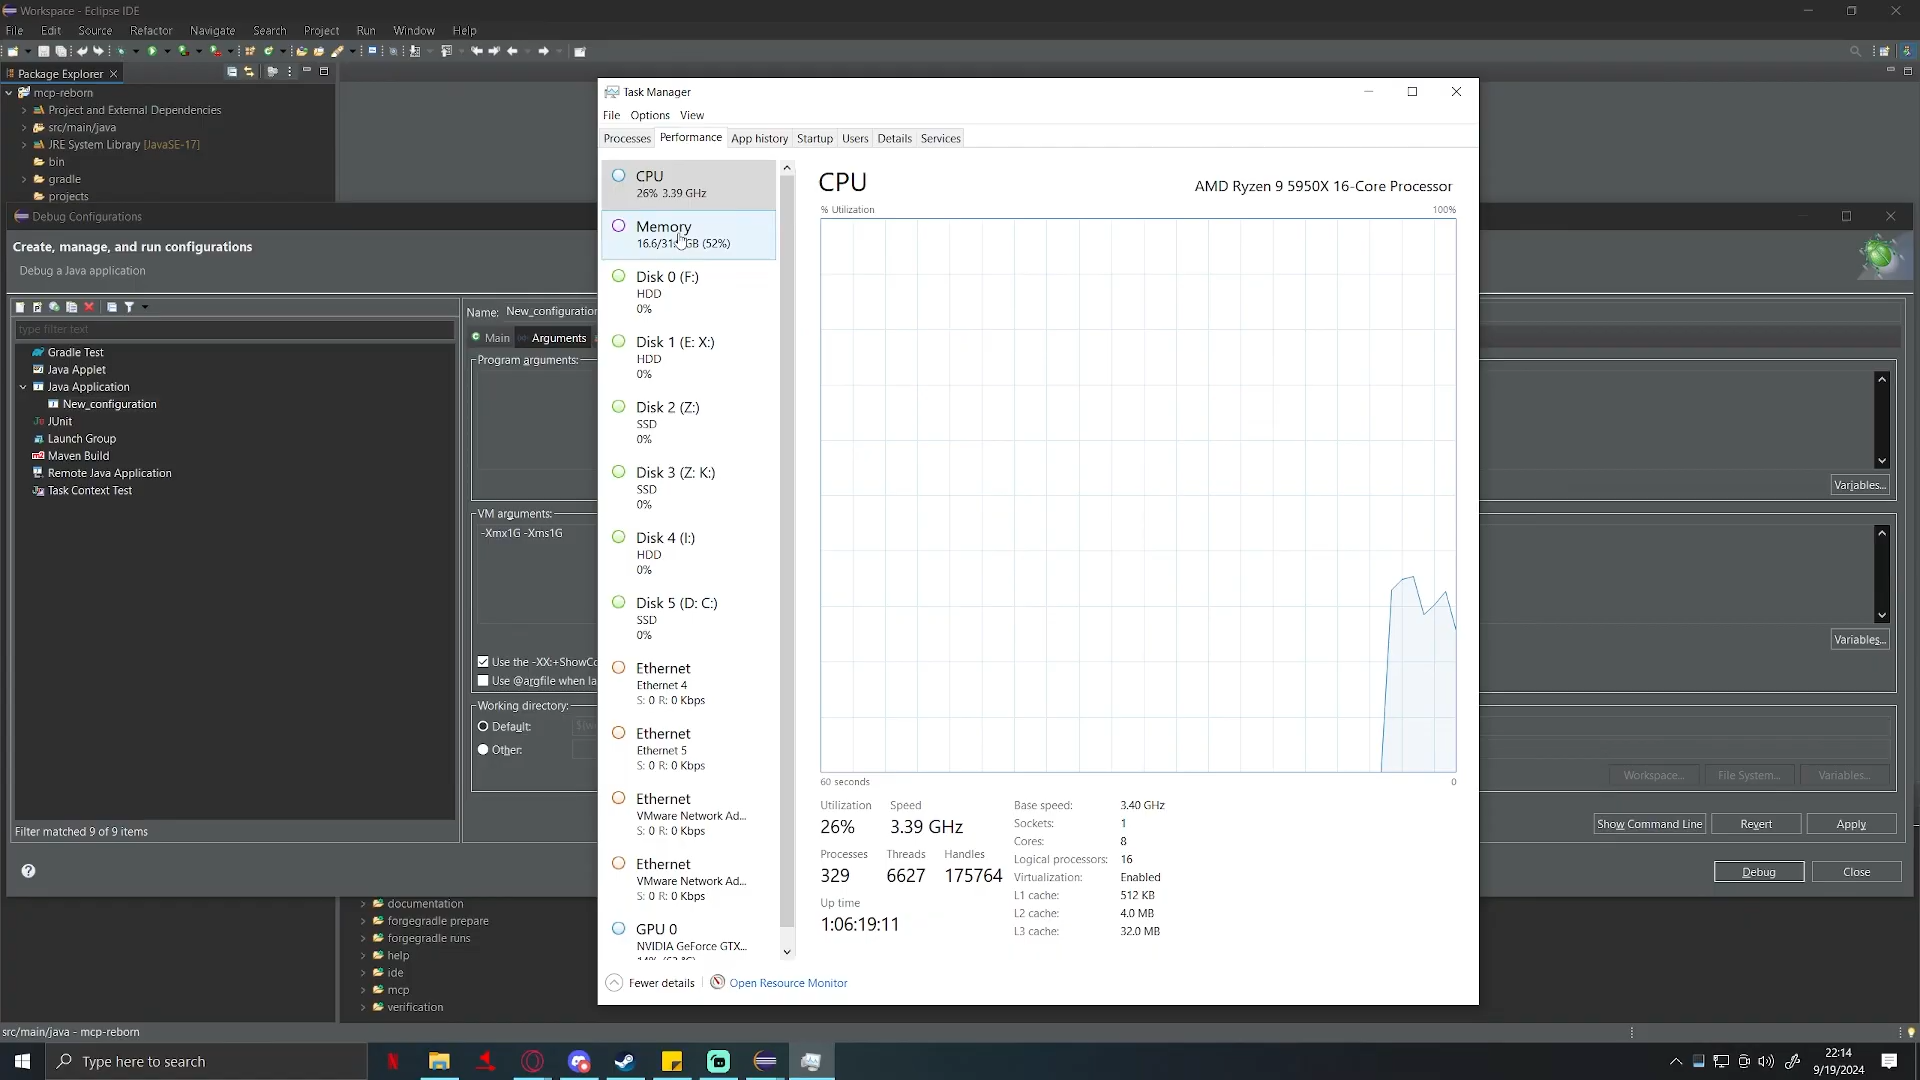 Workspace - Eclipse IDE
File Edit Source Refactor Navigate Search Project Run Window Help
Package Explorer
mcp-reborn
Project and External Dependencies
src/main/java
JRE System Library [JavaSE-17]
bin
gradle
projects
Debug Configurations
Create, manage, and run configurations
Debug a Java application
type filter text
Gradle Test
Java Applet
Java Application
New_configuration
JUnit
Launch Group
Maven Build
Remote Java Application
Task Context Test
Filter matched 9 of 9 items
Name: New_configuration
Main Arguments
Program arguments:
VM arguments:
-Xmx1G -Xms1G
Use the -XX:+ShowCo
Use @argfile when la
Working directory:
Default:
Other:
Variables...
Variables...
Workspace... File System... Variables...
Show Command Line Revert Apply
Debug Close
documentation
forgegradle prepare
forgegradle runs
help
ide
mcp
verification
src/main/java - mcp-reborn
Task Manager
File Options View
Processes Performance App history Startup Users Details Services
CPU
26% 3.39 GHz
Memory
GB (52%)
Disk 0 (F:)
HDD
0%
Disk 1 (E: X:)
HDD
0%
Disk 2 (Z:)
SSD
0%
Disk 3 (Z: K:)
SSD
0%
Disk 4 (I:)
HDD
0%
Disk 5 (D: C:)
SSD
0%
Ethernet
Ethernet 4
S: 0 R: 0 Kbps
Ethernet
Ethernet 5
S: 0 R: 0 Kbps
Ethernet
VMware Network Ad...
S: 0 R: 0 Kbps
Ethernet
VMware Network Ad...
S: 0 R: 0 Kbps
GPU 0
NVIDIA GeForce GTX...
CPU AMD Ryzen 9 5950X 16-Core Processor
% Utilization 100%
60 seconds 0
Utilization Speed
26% 3.39 GHz
Processes Threads Handles
329 6627 175764
Up time
1:06:19:11
Base speed: 3.40 GHz
Sockets: 1
Cores: 8
Logical processors: 16
Virtualization: Enabled
L1 cache: 512 KB
L2 cache: 4.0 MB
L3 cache: 32.0 MB
Fewer details Open Resource Monitor
Type here to search
22:14
9/19/2024